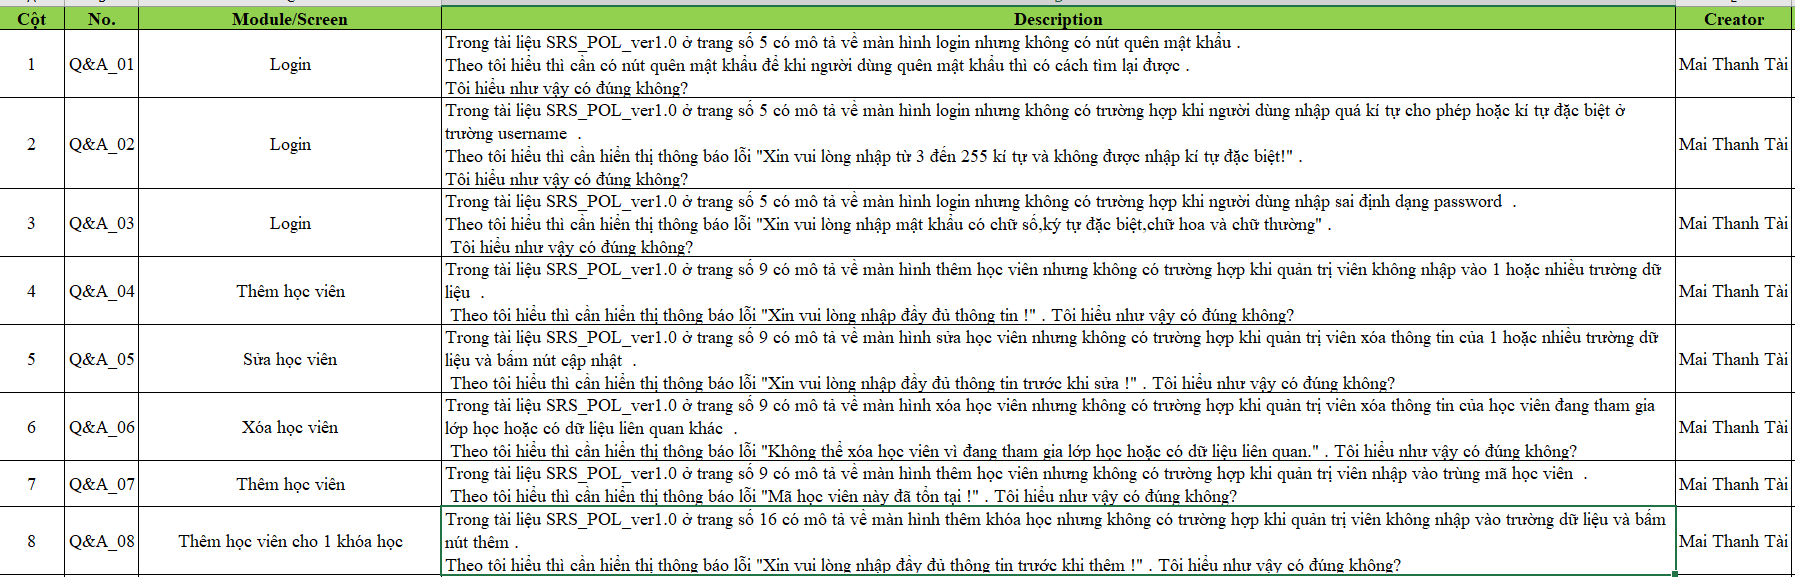 Cột No. Module/Screen Description Creator
1 Q&A_01 Login Trong tài liệu SRS_POL_ver1.0 ở trang số 5 có mô tả về màn hình login nhưng không có nút quên mật khẩu .
Theo tôi hiểu thì cần có nút quên mật khẩu để khi người dùng quên mật khẩu thì có cách tìm lại được .
Tôi hiểu như vậy có đúng không?
Mai Thanh Tài
2 Q&A_02 Login Trong tài liệu SRS_POL_ver1.0 ở trang số 5 có mô tả về màn hình login nhưng không có trường hợp khi người dùng nhập quá kí tự cho phép hoặc kí tự đặc biệt ở
trường username .
Theo tôi hiểu thì cần hiển thị thông báo lỗi "Xin vui lòng nhập từ 3 đến 255 kí tự và không được nhập kí tự đặc biệt!" .
Tôi hiểu như vậy có đúng không?
Mai Thanh Tài
3 Q&A_03 Login Trong tài liệu SRS_POL_ver1.0 ở trang số 5 có mô tả về màn hình login nhưng không có trường hợp khi người dùng nhập sai định dạng password .
Theo tôi hiểu thì cần hiển thị thông báo lỗi "Xin vui lòng nhập mật khẩu có chữ số,ký tự đặc biệt,chữ hoa và chữ thường" .
Tôi hiểu như vậy có đúng không?
Mai Thanh Tài
4 Q&A_04 Thêm học viên Trong tài liệu SRS_POL_ver1.0 ở trang số 9 có mô tả về màn hình thêm học viên nhưng không có trường hợp khi quản trị viên không nhập vào 1 hoặc nhiều trường dữ
liệu .
Theo tôi hiểu thì cần hiển thị thông báo lỗi "Xin vui lòng nhập đầy đủ thông tin !" . Tôi hiểu như vậy có đúng không?
Mai Thanh Tài
5 Q&A_05 Sửa học viên Trong tài liệu SRS_POL_ver1.0 ở trang số 9 có mô tả về màn hình sửa học viên nhưng không có trường hợp khi quản trị viên xóa thông tin của 1 hoặc nhiều trường dữ
liệu và bấm nút cập nhật .
Theo tôi hiểu thì cần hiển thị thông báo lỗi "Xin vui lòng nhập đầy đủ thông tin trước khi sửa !" . Tôi hiểu như vậy có đúng không?
Mai Thanh Tài
6 Q&A_06 Xóa học viên Trong tài liệu SRS_POL_ver1.0 ở trang số 9 có mô tả về màn hình xóa học viên nhưng không có trường hợp khi quản trị viên xóa thông tin của học viên đang tham gia
lớp học hoặc có dữ liệu liên quan khác .
Theo tôi hiểu thì cần hiển thị thông báo lỗi "Không thể xóa học viên vì đang tham gia lớp học hoặc có dữ liệu liên quan." . Tôi hiểu như vậy có đúng không?
Mai Thanh Tài
7 Q&A_07 Thêm học viên Trong tài liệu SRS_POL_ver1.0 ở trang số 9 có mô tả về màn hình thêm học viên nhưng không có trường hợp khi quản trị viên nhập vào trùng mã học viên .
Theo tôi hiểu thì cần hiển thị thông báo lỗi "Mã học viên này đã tồn tại !" . Tôi hiểu như vậy có đúng không?
Mai Thanh Tài
8 Q&A_08 Thêm học viên cho 1 khóa học Trong tài liệu SRS_POL_ver1.0 ở trang số 16 có mô tả về màn hình thêm khóa học nhưng không có trường hợp khi quản trị viên không nhập vào trường dữ liệu và bấm
nút thêm .
Theo tôi hiểu thì cần hiển thị thông báo lỗi "Xin vui lòng nhập đầy đủ thông tin trước khi thêm !" . Tôi hiểu như vậy có đúng không?
Mai Thanh Tài